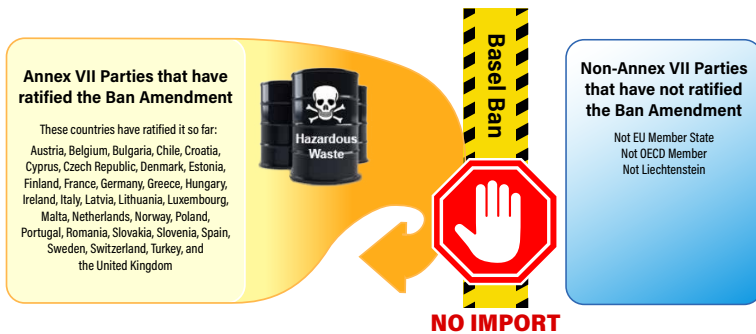 Annex VII Parties that have
ratified the Ban Amendment
These countries have ratified it so far:
Austria, Belgium, Bulgaria, Chile, Croatia,
Cyprus, Czech Republic, Denmark, Estonia,
Finland, France, Germany, Greece, Hungary,
Ireland, Italy, Latvia, Lithuania, Luxembourg,
Malta, Netherlands, Norway, Poland,
Portugal, Romania, Slovakia, Slovenia, Spain,
Sweden, Switzerland, Turkey, and
the United Kingdom
Hazardous
Waste
Basel Ban
NO IMPORT
Non-Annex VII Parties
that have not ratified
the Ban Amendment
Not EU Member State
Not OECD Member
Not Liechtenstein